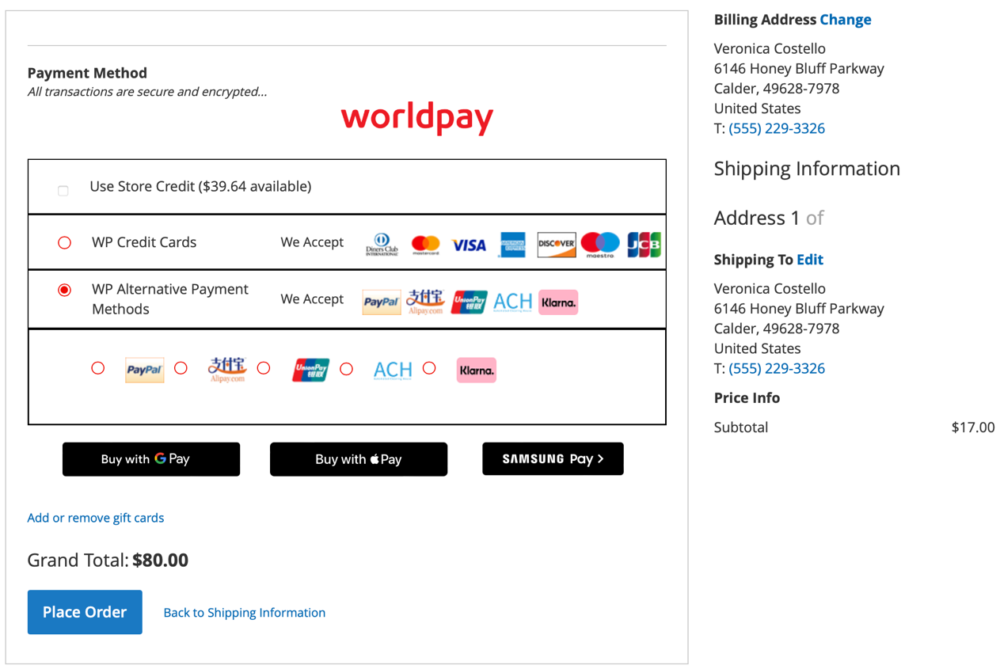 Payment Method
All transactions are secure and encrypted...
worldpay
Use Store Credit ($39.64 available)
WP Credit Cards We Accept Diners Club INTERNATIONAL mastercard VISA AMERICAN EXPRESS DISCOVER maestro JCB
WP Alternative Payment
Methods
We Accept PayPal 支付宝 Alipay.com UnionPay 银联 ACH Klarna.
PayPal 支付宝 Alipay.com UnionPay 银联 ACH Klarna.
Buy with G Pay Buy with Pay SAMSUNG Pay >
Add or remove gift cards
Grand Total: $80.00
Place Order Back to Shipping Information
Billing Address Change
Veronica Costello
6146 Honey Bluff Parkway
Calder, 49628-7978
United States
T: (555) 229-3326
Shipping Information
Address 1 of
Shipping To Edit
Veronica Costello
6146 Honey Bluff Parkway
Calder, 49628-7978
United States
T: (555) 229-3326
Price Info
Subtotal $17.00